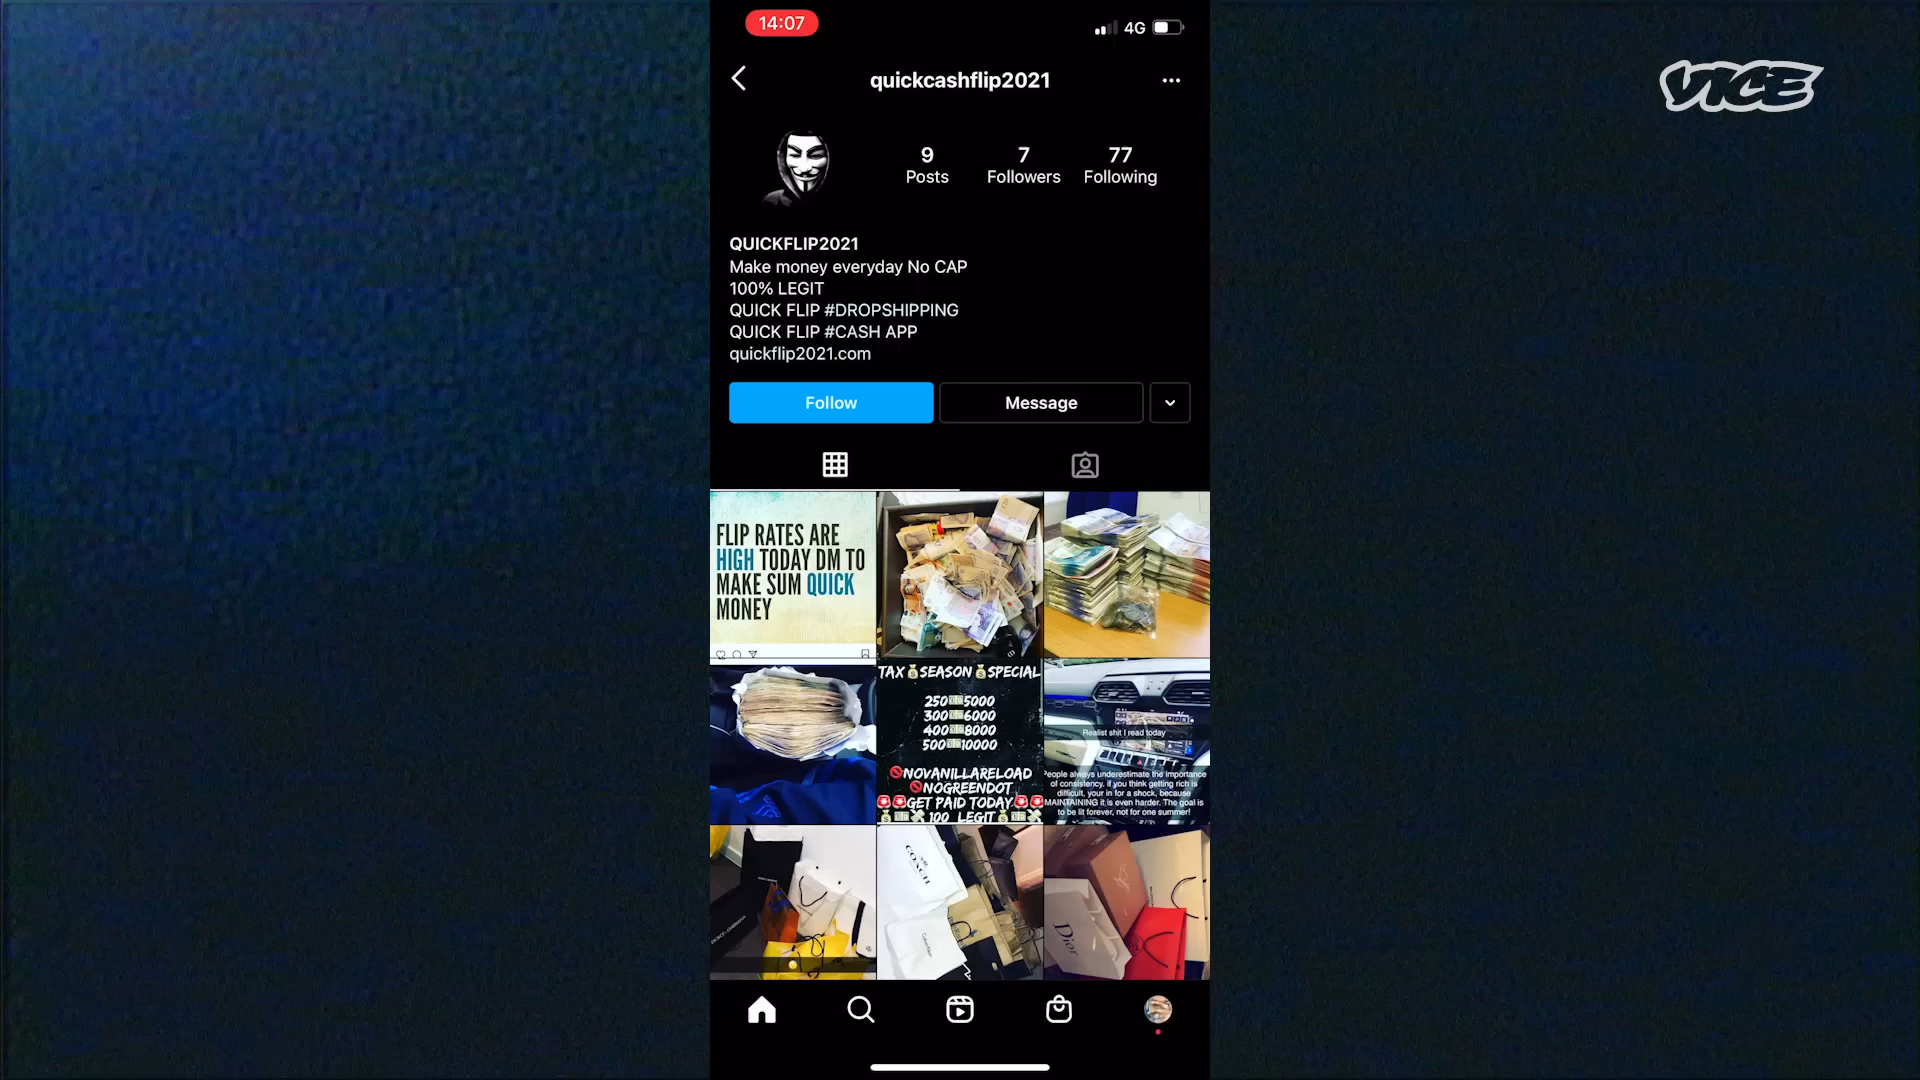 14:07
4G
VICE
quickcashflip2021
9
Posts
7
Followers
77
Following
QUICKFLIP2021
Make money everyday No CAP
100% LEGIT
QUICK FLIP #DROPSHIPPING
QUICK FLIP #CASH APP
quickflip2021.com
Follow
Message
FLIP RATES ARE
HIGH TODAY DM TO
MAKE SUM QUICK
MONEY
TAX💰SEASON💰SPECIAL
250💵5000
300💵6000
400💵8000
500💵10000
🚫NOVANILLARELOAD
🚫NOGREENDOT
🚨🚨GET PAID TODAY🚨🚨
💰💵💸 100 LEGIT💰💵💸
Realist shit I read today
People always underestimate the importance
of consistency. if you think getting rich is
difficult, your in for a shock, because
MAINTAINING it is even harder. The goal is
to be lit forever, not for one summer!
COACH
Calvin Klein
Dior